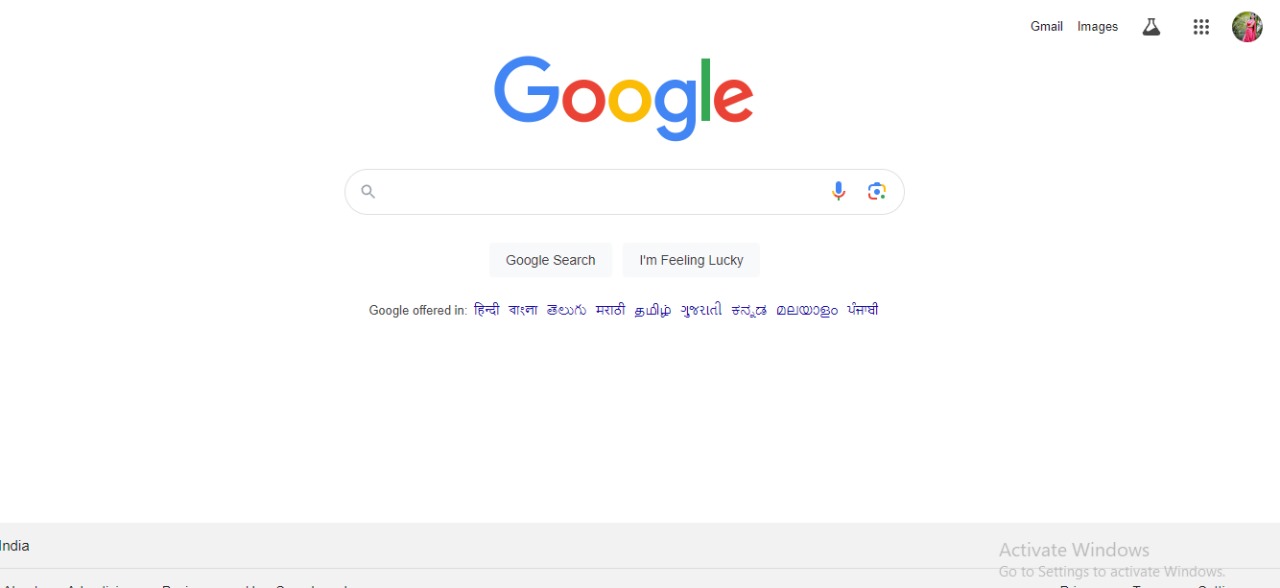 Gmail Images
Google
Google Search I'm Feeling Lucky
Google offered in: हिन्दी বাংলা తెలుగు मराठी தமிழ் ગુજરાતી ಕನ್ನಡ മലയാളം ਪੰਜਾਬੀ
India
Activate Windows
Go to Settings to activate Windows.